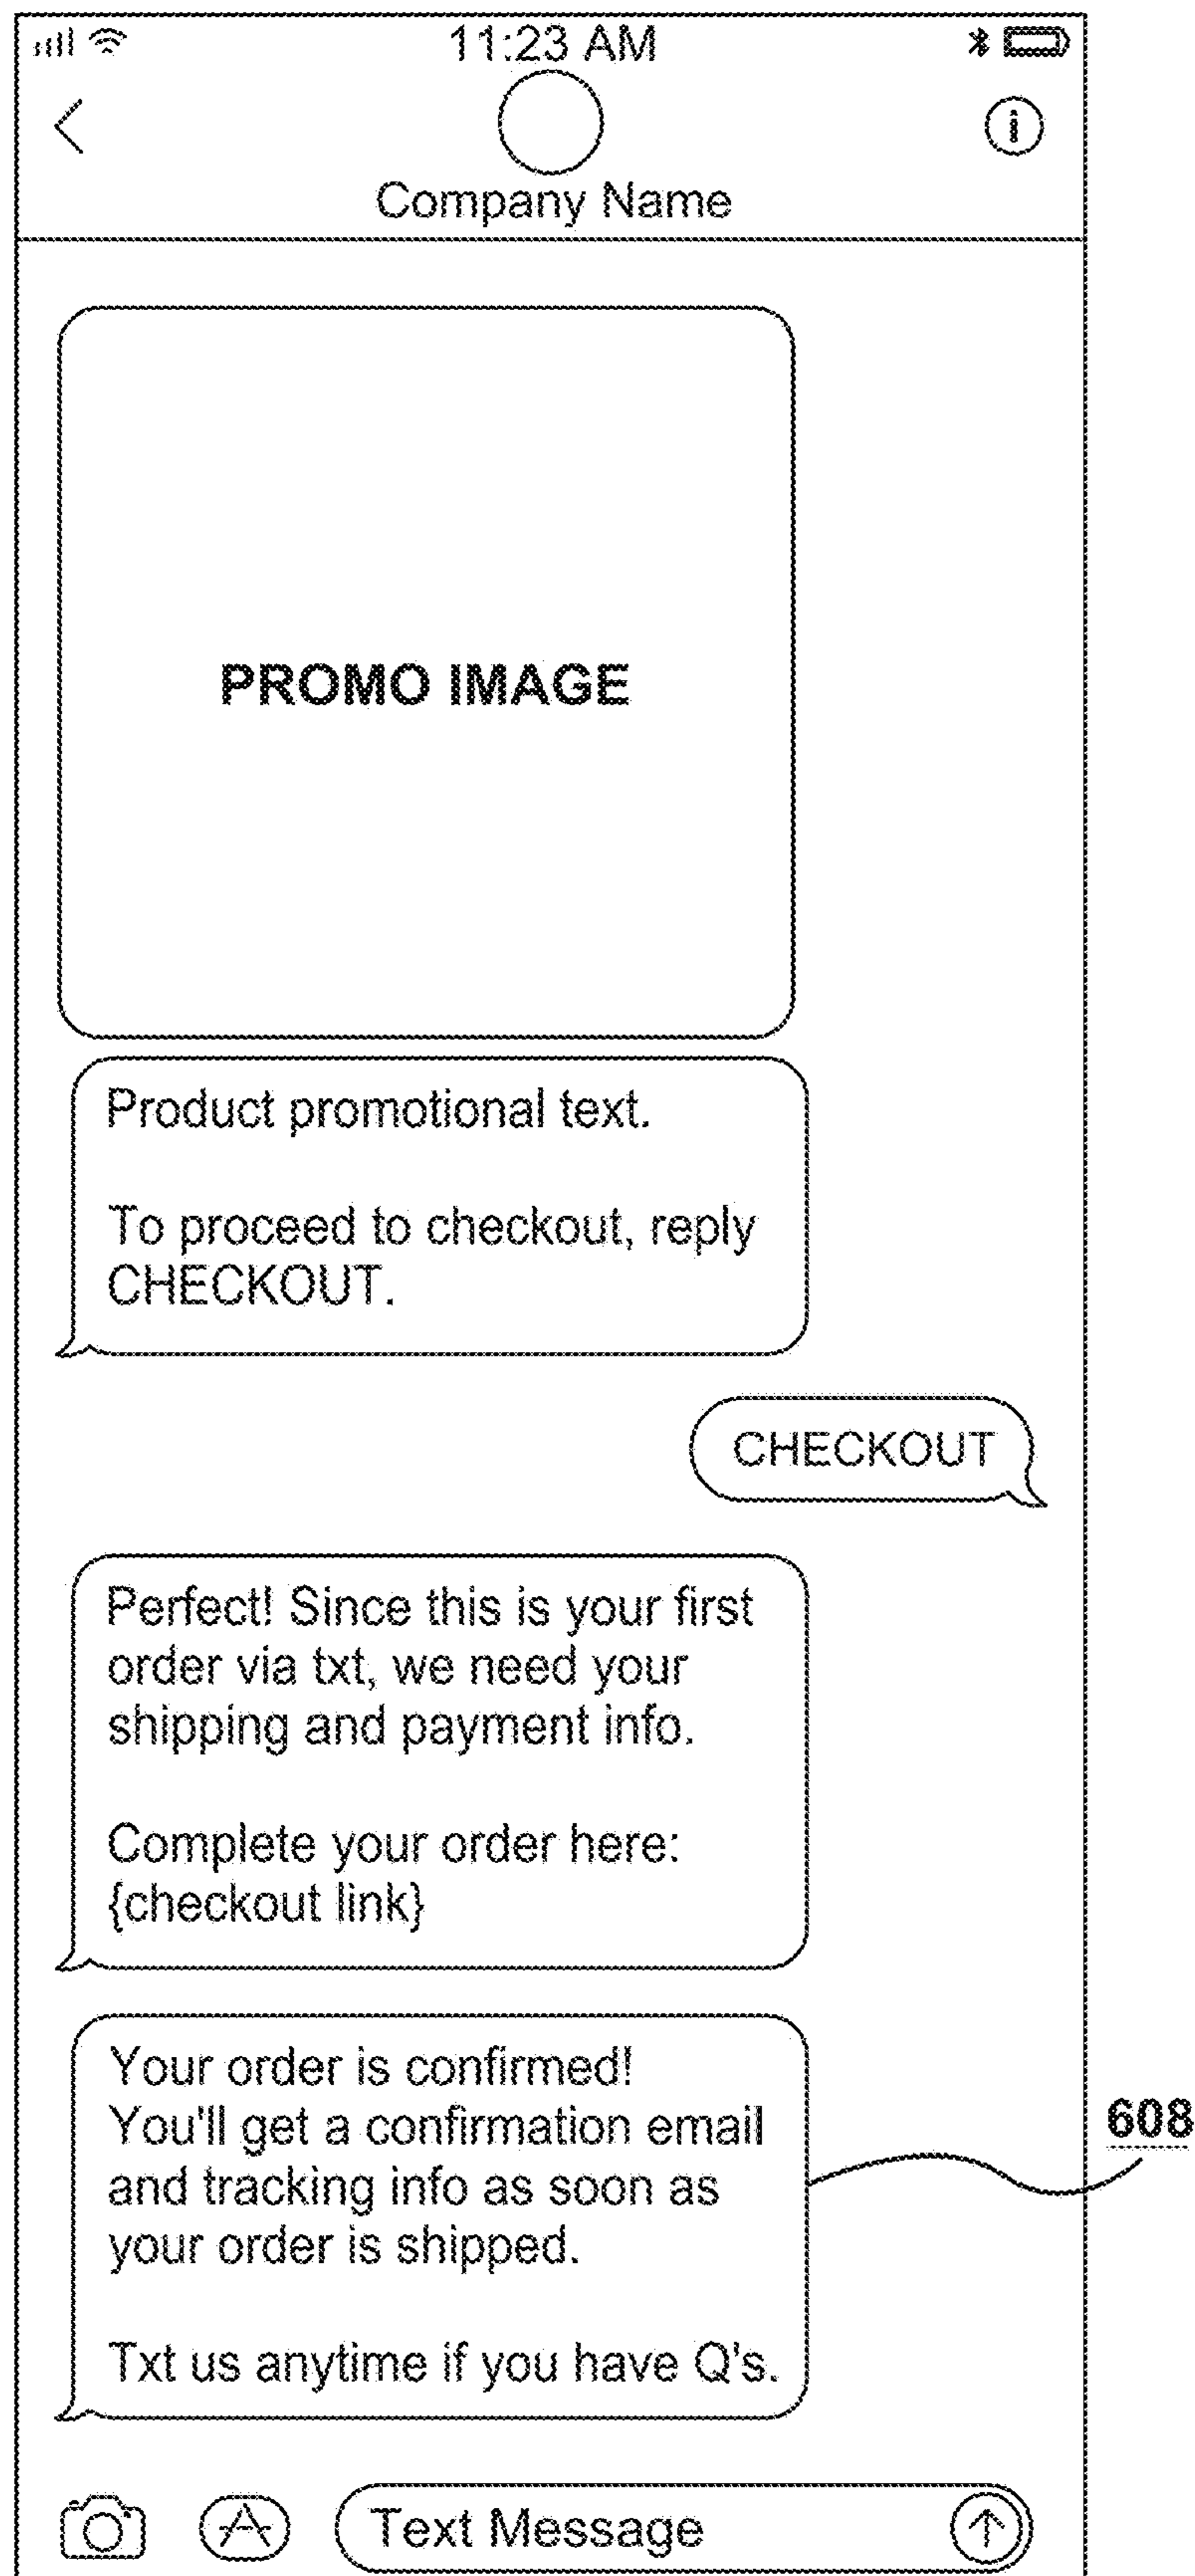 11:23 AM
Company Name
PROMO IMAGE
Product promotional text.
To proceed to checkout, reply
CHECKOUT.
CHECKOUT
Perfect! Since this is your first
order via txt, we need your
shipping and payment info.
Complete your order here:
{checkout link}
Your order is confirmed!
You'll get a confirmation email
and tracking info as soon as
your order is shipped.
Txt us anytime if you have Q's.
608
Text Message